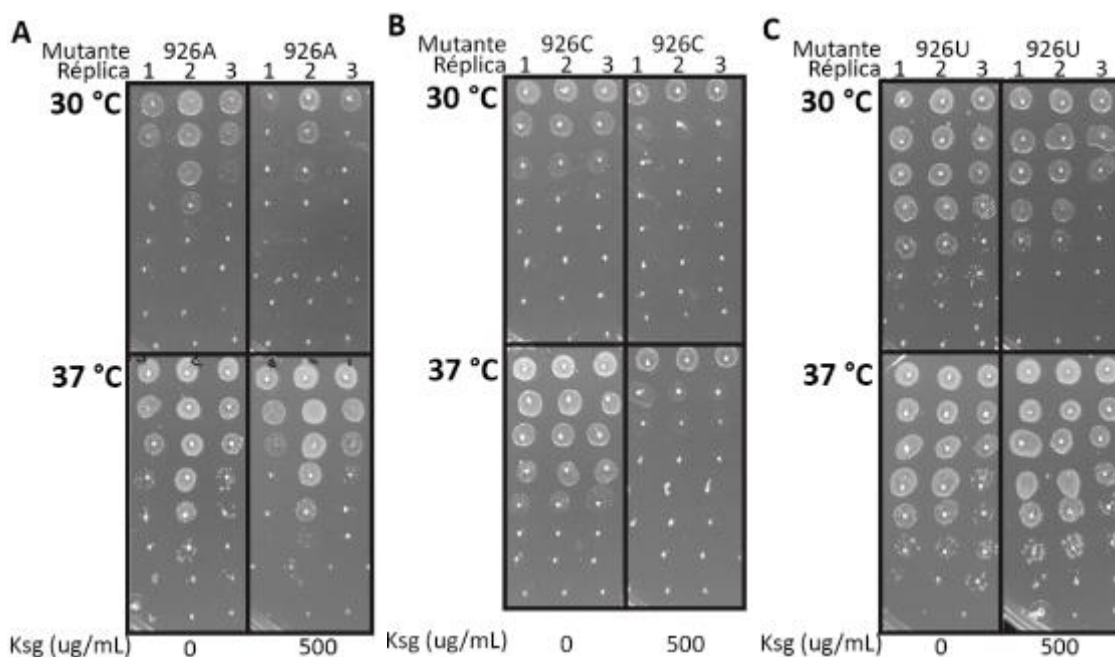 A
Mutante 926A 926A
Réplica 1 2 3 1 2 3
30 °C
37 °C
Ksg (ug/mL) 0 500
B
Mutante 926C 926C
Réplica 1 2 3 1 2 3
30 °C
37 °C
Ksg (ug/mL) 0 500
C
Mutante 926U 926U
Réplica 1 2 3 1 2 3
30 °C
37 °C
Ksg (ug/mL) 0 500